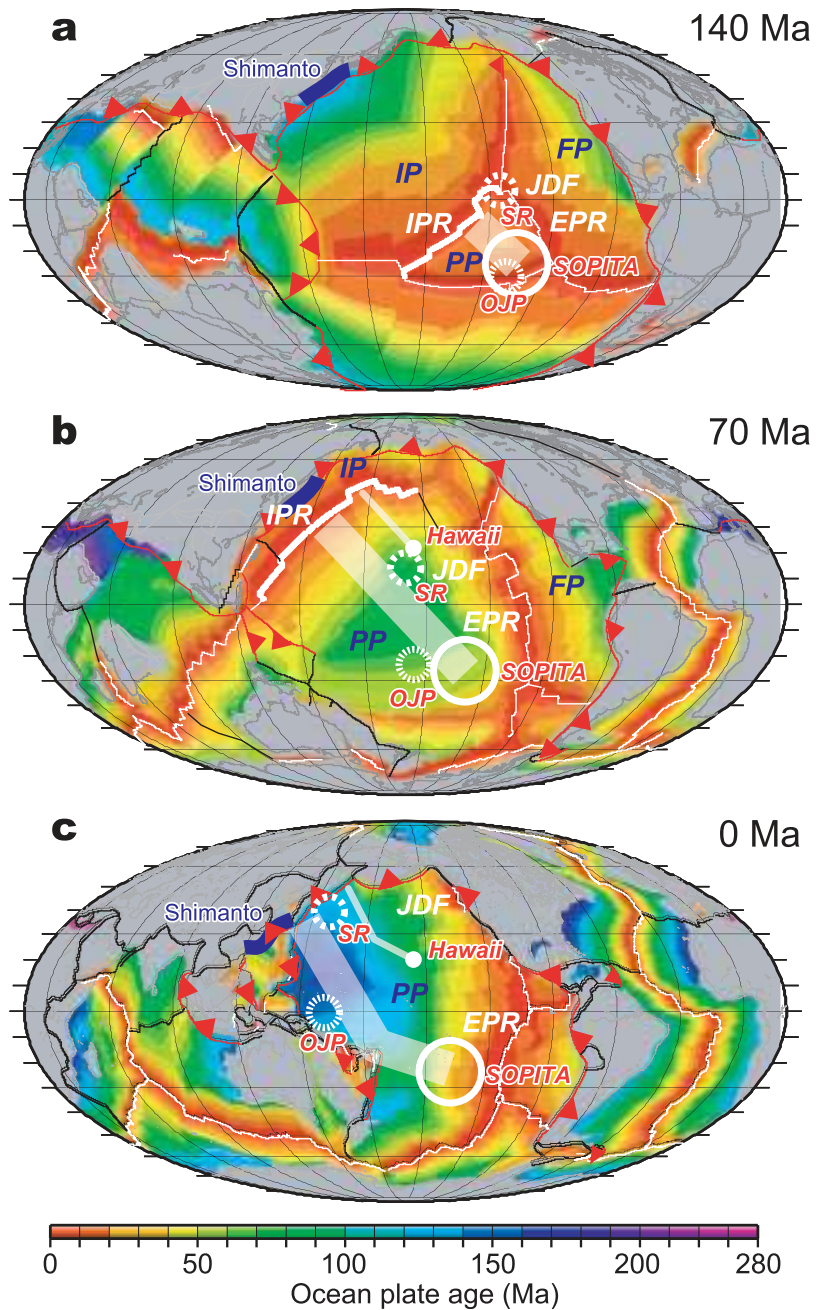 a
140 Ma
Shimanto
IP
FP
JDF
SR
IPR
EPR
PP
SOPITA
OJP
b
70 Ma
IP
Shimanto
IPR
Hawaii
JDF
SR
FP
EPR
PP
SOPITA
OJP
c
0 Ma
JDF
Shimanto
SR
Hawaii
PP
EPR
OJP
SOPITA
0 50 100 150 200 280
Ocean plate age (Ma)